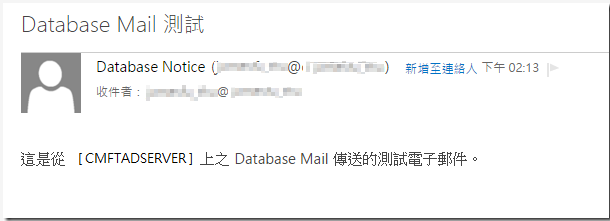 Database Mail 測試
Database Notice (@) 新增至連絡人 下午 02:13
收件者： @
這是從 [CMFTADSERVER] 上之 Database Mail 傳送的測試電子郵件。